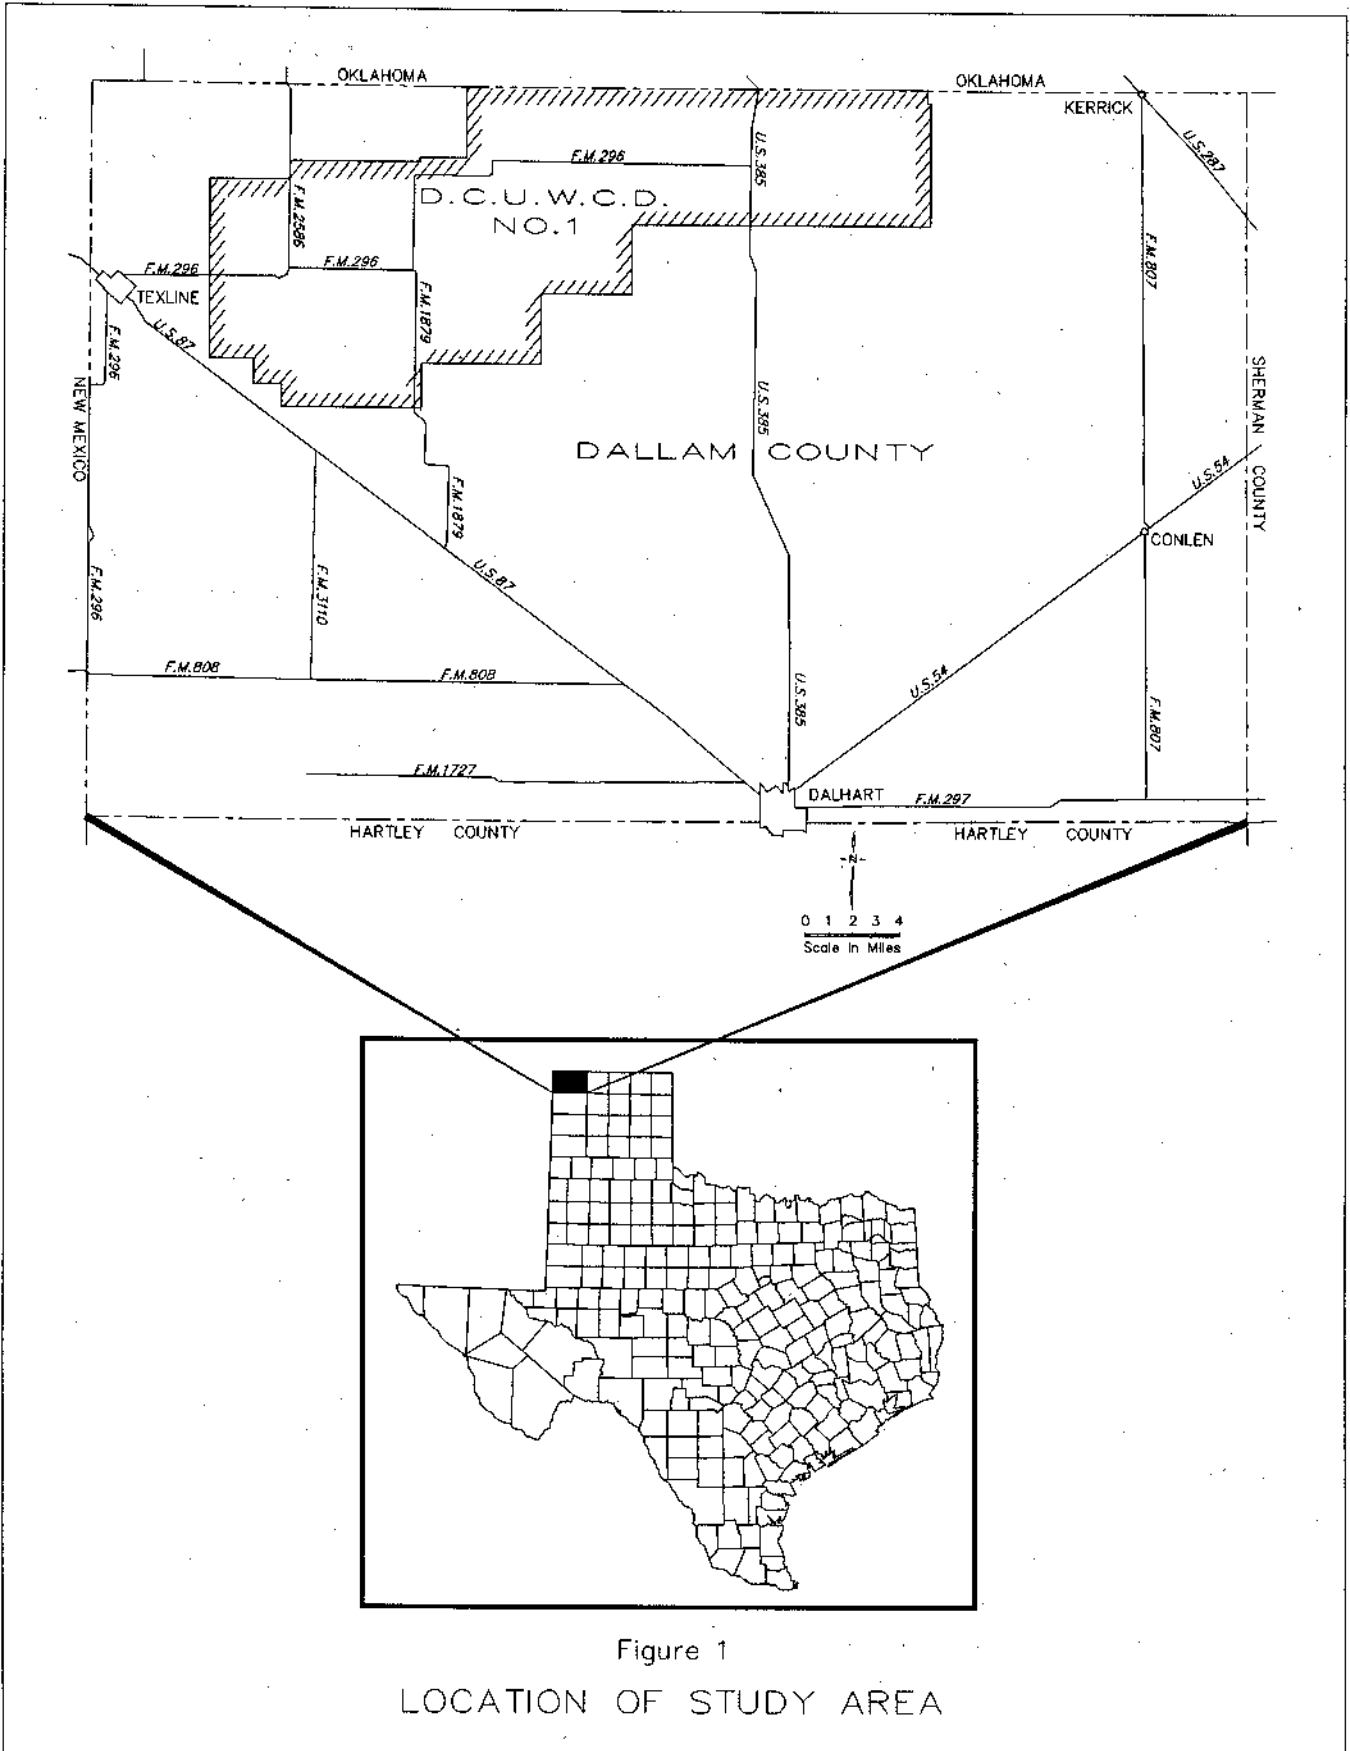 OKLAHOMA
OKLAHOMA
KERRICK
U.S.287
F.M.296
U.S.385
D.C.U.W.C.D.
NO.1
F.M.2586
F.M.296
F.M.296
TEXLINE
F.M.1879
F.M.807
U.S.87
F.M.296
NEW MEXICO
U.S.385
SHERMAN COUNTY
DALLAM COUNTY
U.S.54
F.M.1879
CONLEN
U.S.87
F.M.296
F.M.3110
F.M.808
F.M.808
U.S.54
U.S.385
F.M.807
F.M.1727
DALHART
F.M.297
HARTLEY COUNTY
HARTLEY COUNTY
-N-
0 1 2 3 4
Scale in Miles
Figure 1
LOCATION OF STUDY AREA